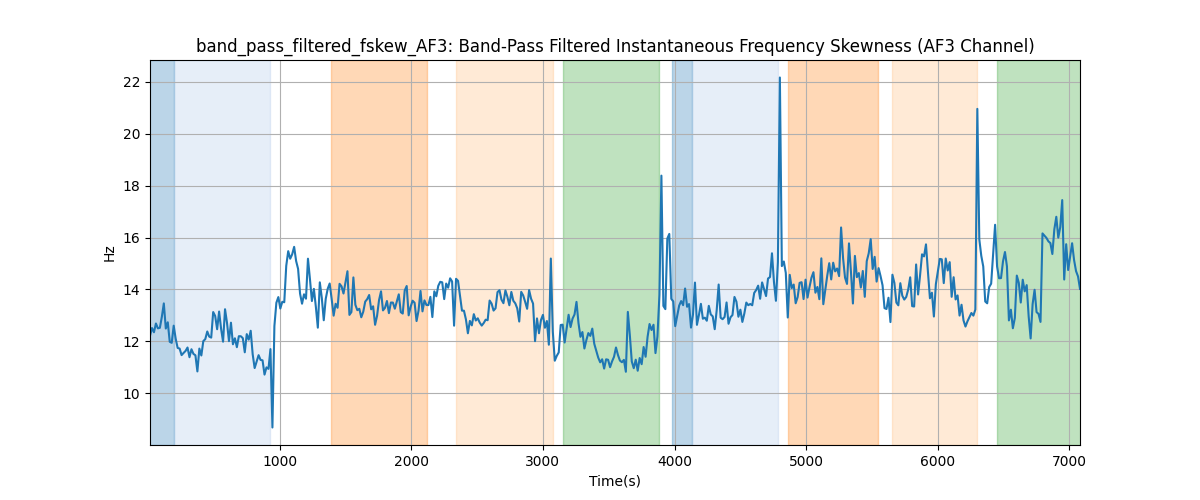 band_pass_filtered_fskew_AF3: Band-Pass Filtered Instantaneous Frequency Skewness (AF3 Channel)
22
20
18
16
14
12
10
Hz
1000 2000 3000 4000 5000 6000 7000
Time(s)